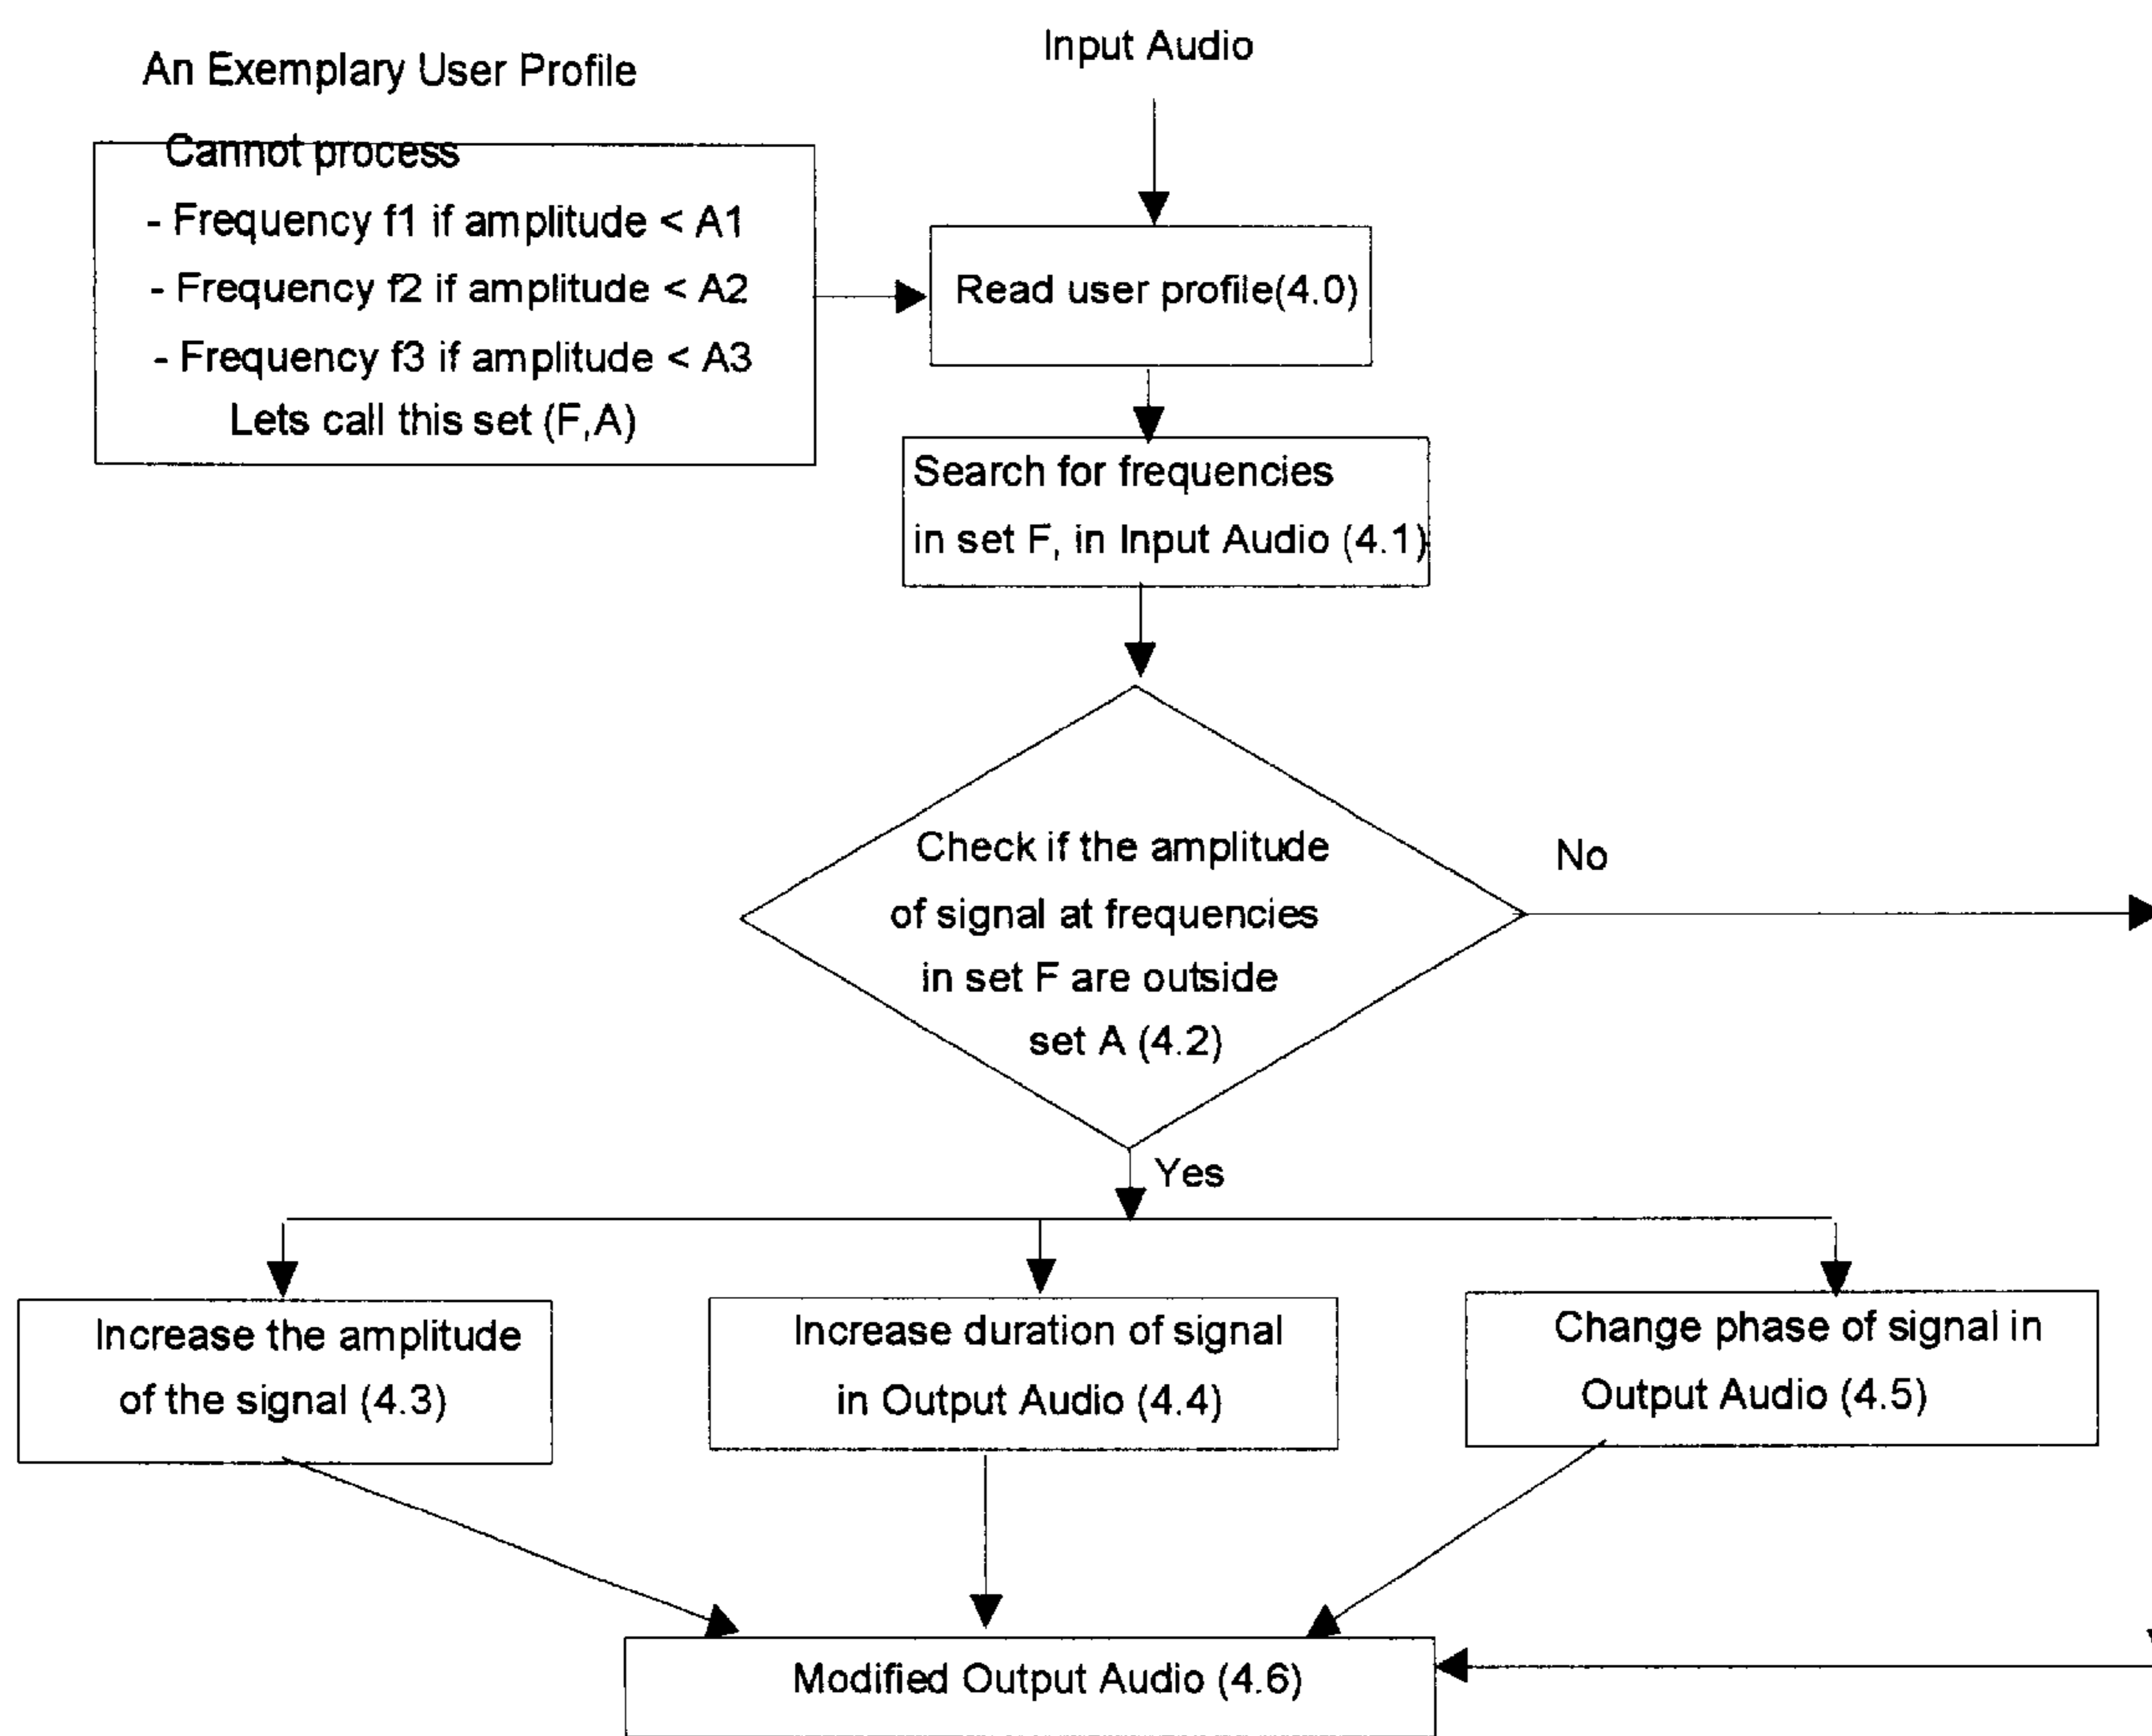 An Exemplary User Profile
Cannot process
- Frequency f1 if amplitude < A1
- Frequency f2 if amplitude < A2
- Frequency f3 if amplitude < A3
Lets call this set (F,A)
Input Audio
Read user profile(4.0)
Search for frequencies
in set F, in Input Audio (4.1)
Check if the amplitude
of signal at frequencies
in set F are outside
set A (4.2)
No
Yes
Increase the amplitude
of the signal (4.3)
Increase duration of signal
in Output Audio (4.4)
Change phase of signal in
Output Audio (4.5)
Modified Output Audio (4.6)